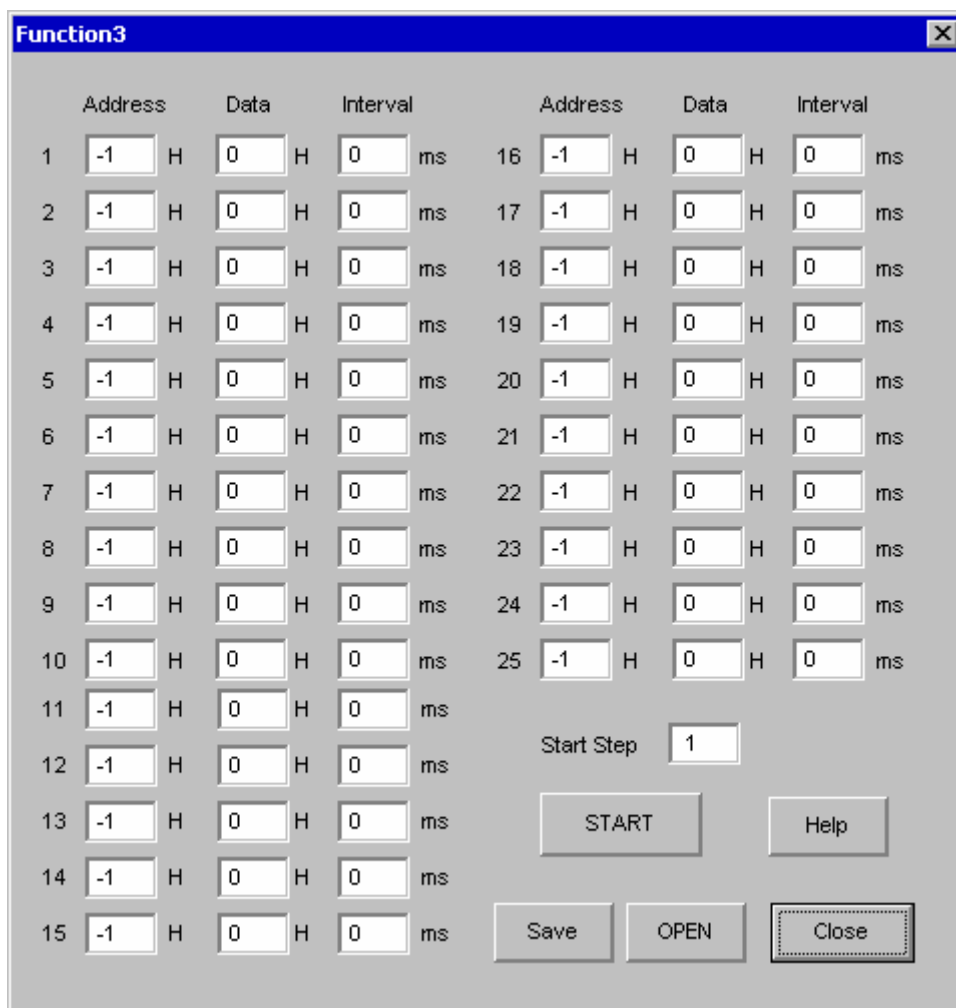 Function3
Address Data Interval Address Data Interval
1 -1 H 0 H 0 ms 16 -1 H 0 H 0 ms
2 -1 H 0 H 0 ms 17 -1 H 0 H 0 ms
3 -1 H 0 H 0 ms 18 -1 H 0 H 0 ms
4 -1 H 0 H 0 ms 19 -1 H 0 H 0 ms
5 -1 H 0 H 0 ms 20 -1 H 0 H 0 ms
6 -1 H 0 H 0 ms 21 -1 H 0 H 0 ms
7 -1 H 0 H 0 ms 22 -1 H 0 H 0 ms
8 -1 H 0 H 0 ms 23 -1 H 0 H 0 ms
9 -1 H 0 H 0 ms 24 -1 H 0 H 0 ms
10 -1 H 0 H 0 ms 25 -1 H 0 H 0 ms
11 -1 H 0 H 0 ms
Start Step 1
12 -1 H 0 H 0 ms
13 -1 H 0 H 0 ms START Help
14 -1 H 0 H 0 ms
15 -1 H 0 H 0 ms Save OPEN Close